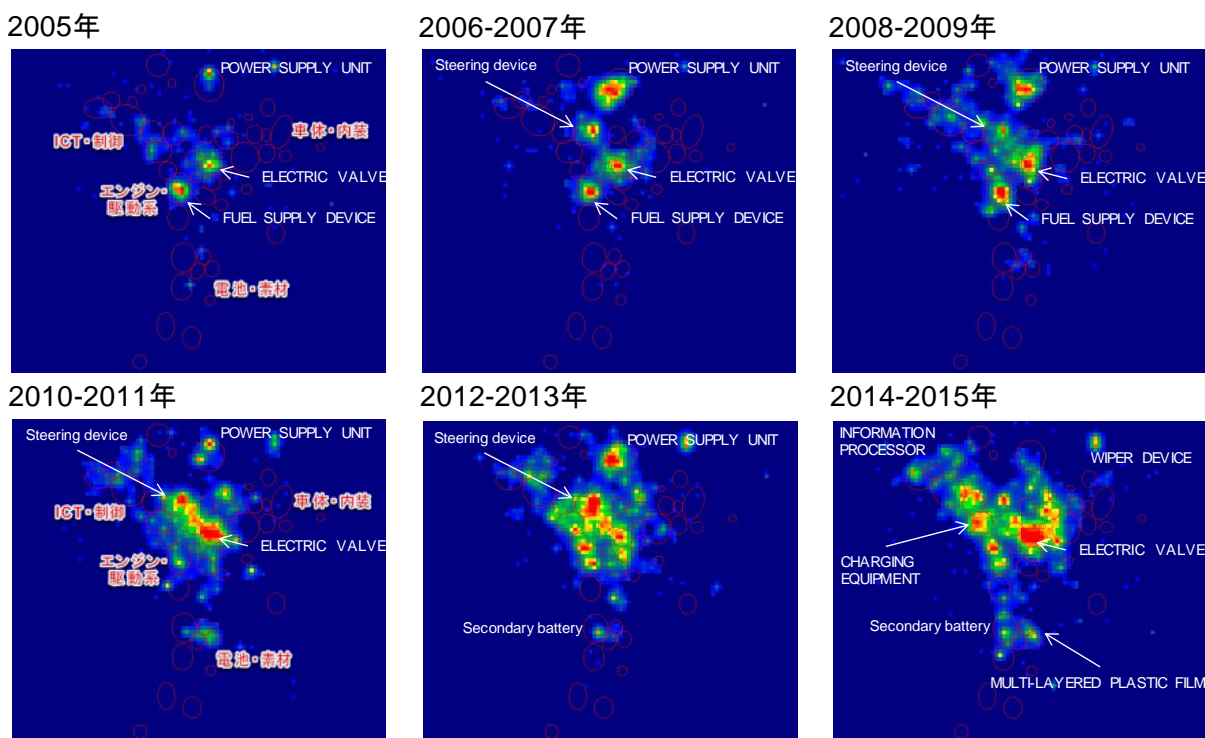 2005年
POWER SUPPLY UNIT
車体・内装
ICT・制御
ELECTRIC VALVE
エンジン・
駆動系
FUEL SUPPLY DEVICE
電池・素材
2006-2007年
Steering device
POWER SUPPLY UNIT
ELECTRIC VALVE
FUEL SUPPLY DEVICE
2008-2009年
Steering device
POWER SUPPLY UNIT
ELECTRIC VALVE
FUEL SUPPLY DEVICE
2010-2011年
Steering device
POWER SUPPLY UNIT
車体・内装
ICT・制御
ELECTRIC VALVE
エンジン・
駆動系
電池・素材
2012-2013年
Steering device
POWER SUPPLY UNIT
Secondary battery
2014-2015年
INFORMATION
PROCESSOR
WIPER DEVICE
ELECTRIC VALVE
CHARGING
EQUIPMENT
Secondary battery
MULTI-LAYERED PLASTIC FILM